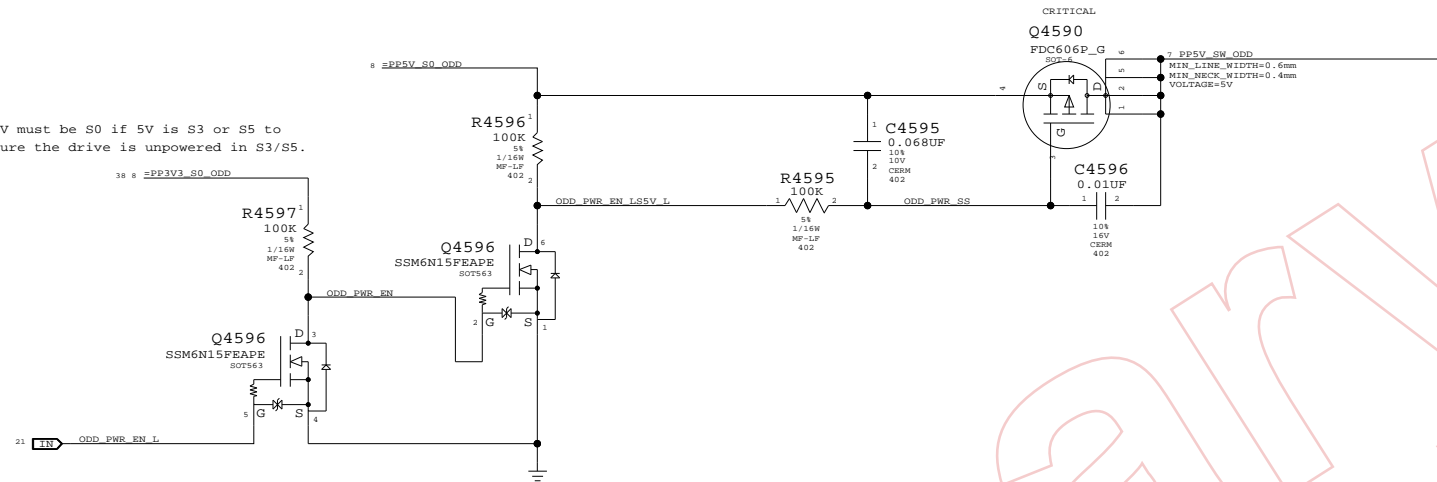 CRITICAL
Q4590
FDC606P_G
SOT-6
8 =PP5V_S0_ODD
7 PP5V_SW_ODD
MIN_LINE_WIDTH=0.6mm
MIN_NECK_WIDTH=0.4mm
VOLTAGE=5V
4
S
D
G
6
5
2
1
3
V must be S0 if 5V is S3 or S5 to
ure the drive is unpowered in S3/S5.
R4596
1
100K
5%
1/16W
MF-LF
402
2
C4595
1
0.068UF
10%
10V
CERM
402
2
C4596
0.01UF
1 2
10%
16V
CERM
402
38 8 =PP3V3_S0_ODD
R4595
100K
1 2
5%
1/16W
MF-LF
402
ODD_PWR_EN_LS5V_L
ODD_PWR_SS
R4597
1
100K
5%
1/16W
MF-LF
402
2
Q4596
SSM6N15FEAPE
SOT563
D 6
2 G S 1
ODD_PWR_EN
Q4596
SSM6N15FEAPE
SOT563
D 3
5 G S 4
21 IN ODD_PWR_EN_L